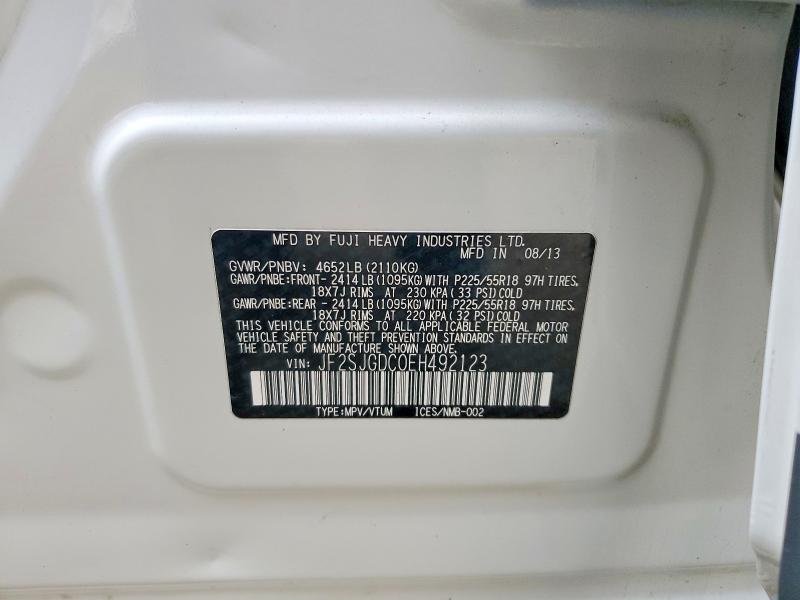 MFD BY FUJI HEAVY INDUSTRIES LTD.
MFD IN 08/13
GVWR/PNBV: 4652LB (2110KG)
GAWR/PNBE:FRONT- 2414 LB (1095KG) WITH P225/55R18 97H TIRES,
18X7J RIMS AT 230 KPA (33 PSI) COLD
GAWR/PNBE:REAR - 2414 LB (1095KG) WITH P225/55R18 97H TIRES,
18X7J RIMS AT 220 KPA (32 PSI) COLD
THIS VEHICLE CONFORMS TO ALL APPLICABLE FEDERAL MOTOR
VEHICLE SAFETY AND THEFT PREVENTION STANDARDS IN EFFECT ON
THE DATE OF MANUFACTURE SHOWN ABOVE.
VIN: JF2SJGDC0EH492123
TYPE:MPV/VTUM ICES/NMB-002